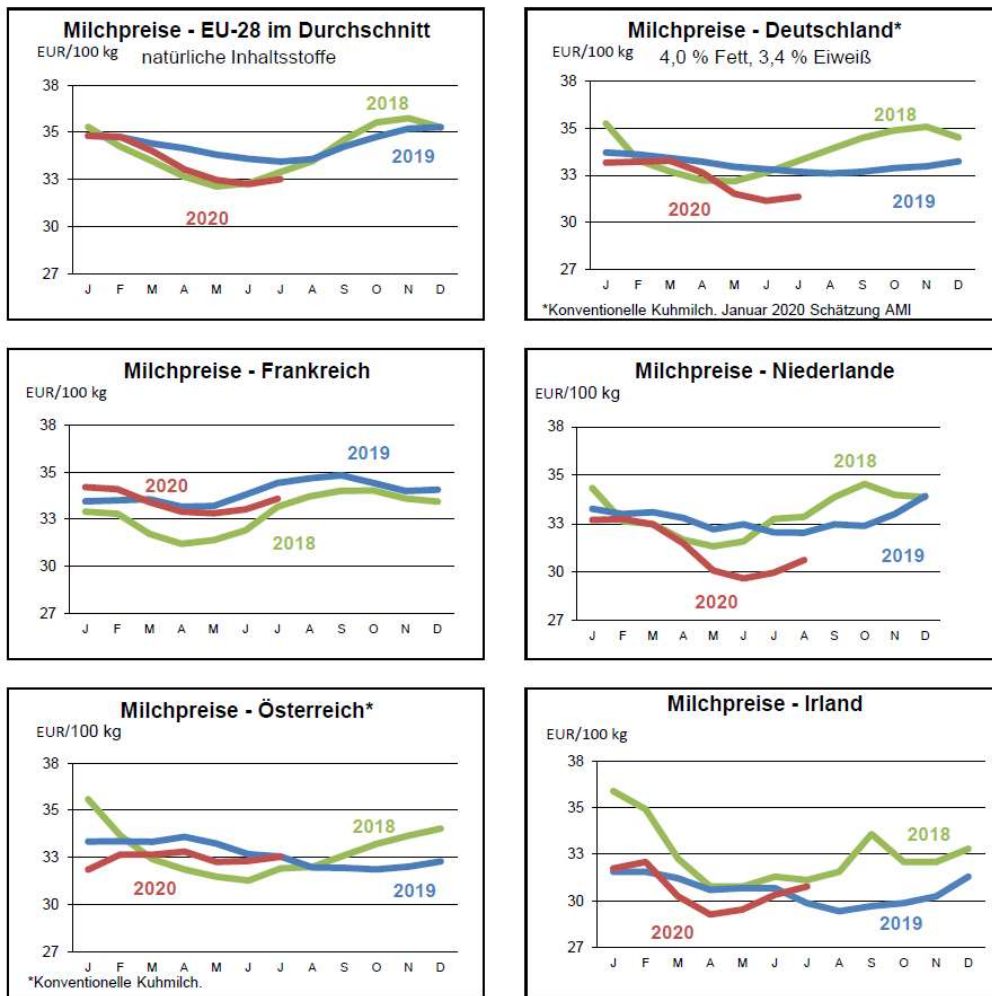 Milchpreise - EU-28 im Durchschnitt
EUR/100 kg
natürliche Inhaltsstoffe
38
35
33
30
27
2018
2019
2020
J F M A M J J A S O N D
Milchpreise - Deutschland*
EUR/100 kg
4,0 % Fett, 3,4 % Eiweiß
38
35
33
30
27
2018
2020
2019
J F M A M J J A S O N D
*Konventionelle Kuhmilch. Januar 2020 Schätzung AMI
Milchpreise - Frankreich
EUR/100 kg
38
35
33
30
27
2019
2020
2018
J F M A M J J A S O N D
Milchpreise - Niederlande
EUR/100 kg
38
35
33
30
27
2018
2019
2020
J F M A M J J A S O N D
Milchpreise - Österreich*
EUR/100 kg
38
35
33
30
27
2018
2020
2019
J F M A M J J A S O N D
*Konventionelle Kuhmilch.
Milchpreise - Irland
EUR/100 kg
38
35
33
30
27
2018
2019
2020
J F M A M J J A S O N D